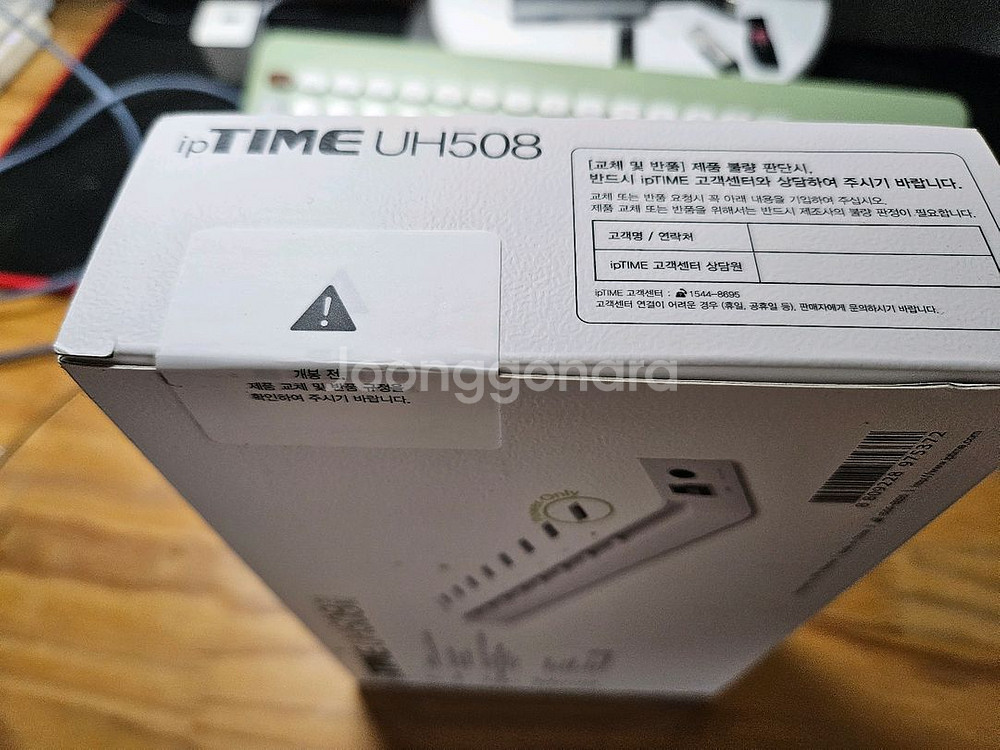 ipTIME UH508
[교체 및 반품] 제품 불량 판단시,
반드시 ipTIME 고객센터와 상담하여 주시기 바랍니다.
교체 또는 반품 요청시 꼭 아래 내용을 기입하여 주십시오.
제품 교체 또는 반품을 위해서는 반드시 제조사의 불량 판정이 필요합니다.
고객명 / 연락처
ipTIME 고객센터 상담원
ipTIME 고객센터 : 1544-8695
고객센터 연결이 어려운 경우 (휴일, 공휴일 등), 판매자에게 문의하시기 바랍니다.
joonggonara
개봉 전
제품 교체 및 반품 규정은
확인하여 주시기 바랍니다.
8 809228 975372
Only